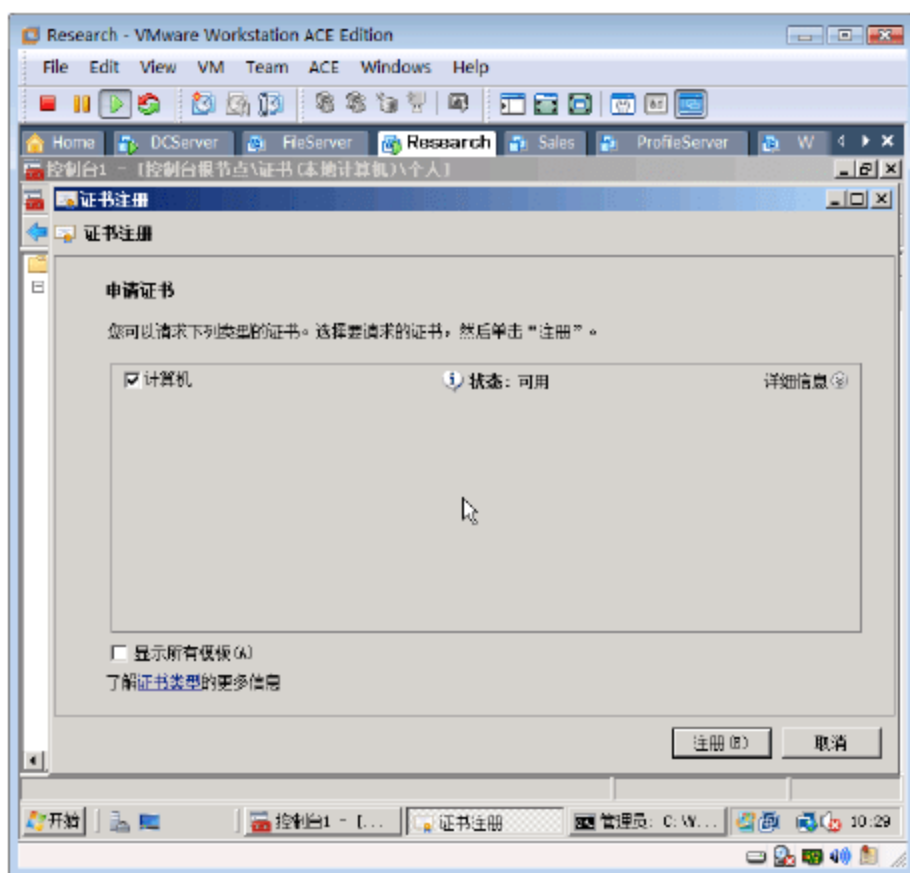 Research - VMware Workstation ACE Edition
File Edit View VM Team ACE Windows Help
Home DCServer FileServer Research Sales ProfileServer W
控制台1 - [控制台根节点\证书(本地计算机)\个人]
证书注册
证书注册
申请证书
您可以请求下列类型的证书。选择要请求的证书，然后单击“注册”。
计算机 状态: 可用 详细信息
显示所有模板(A)
了解证书类型的更多信息
注册(E) 取消
开始 控制台1 - [... 证书注册 管理员: C:\W... 10:29